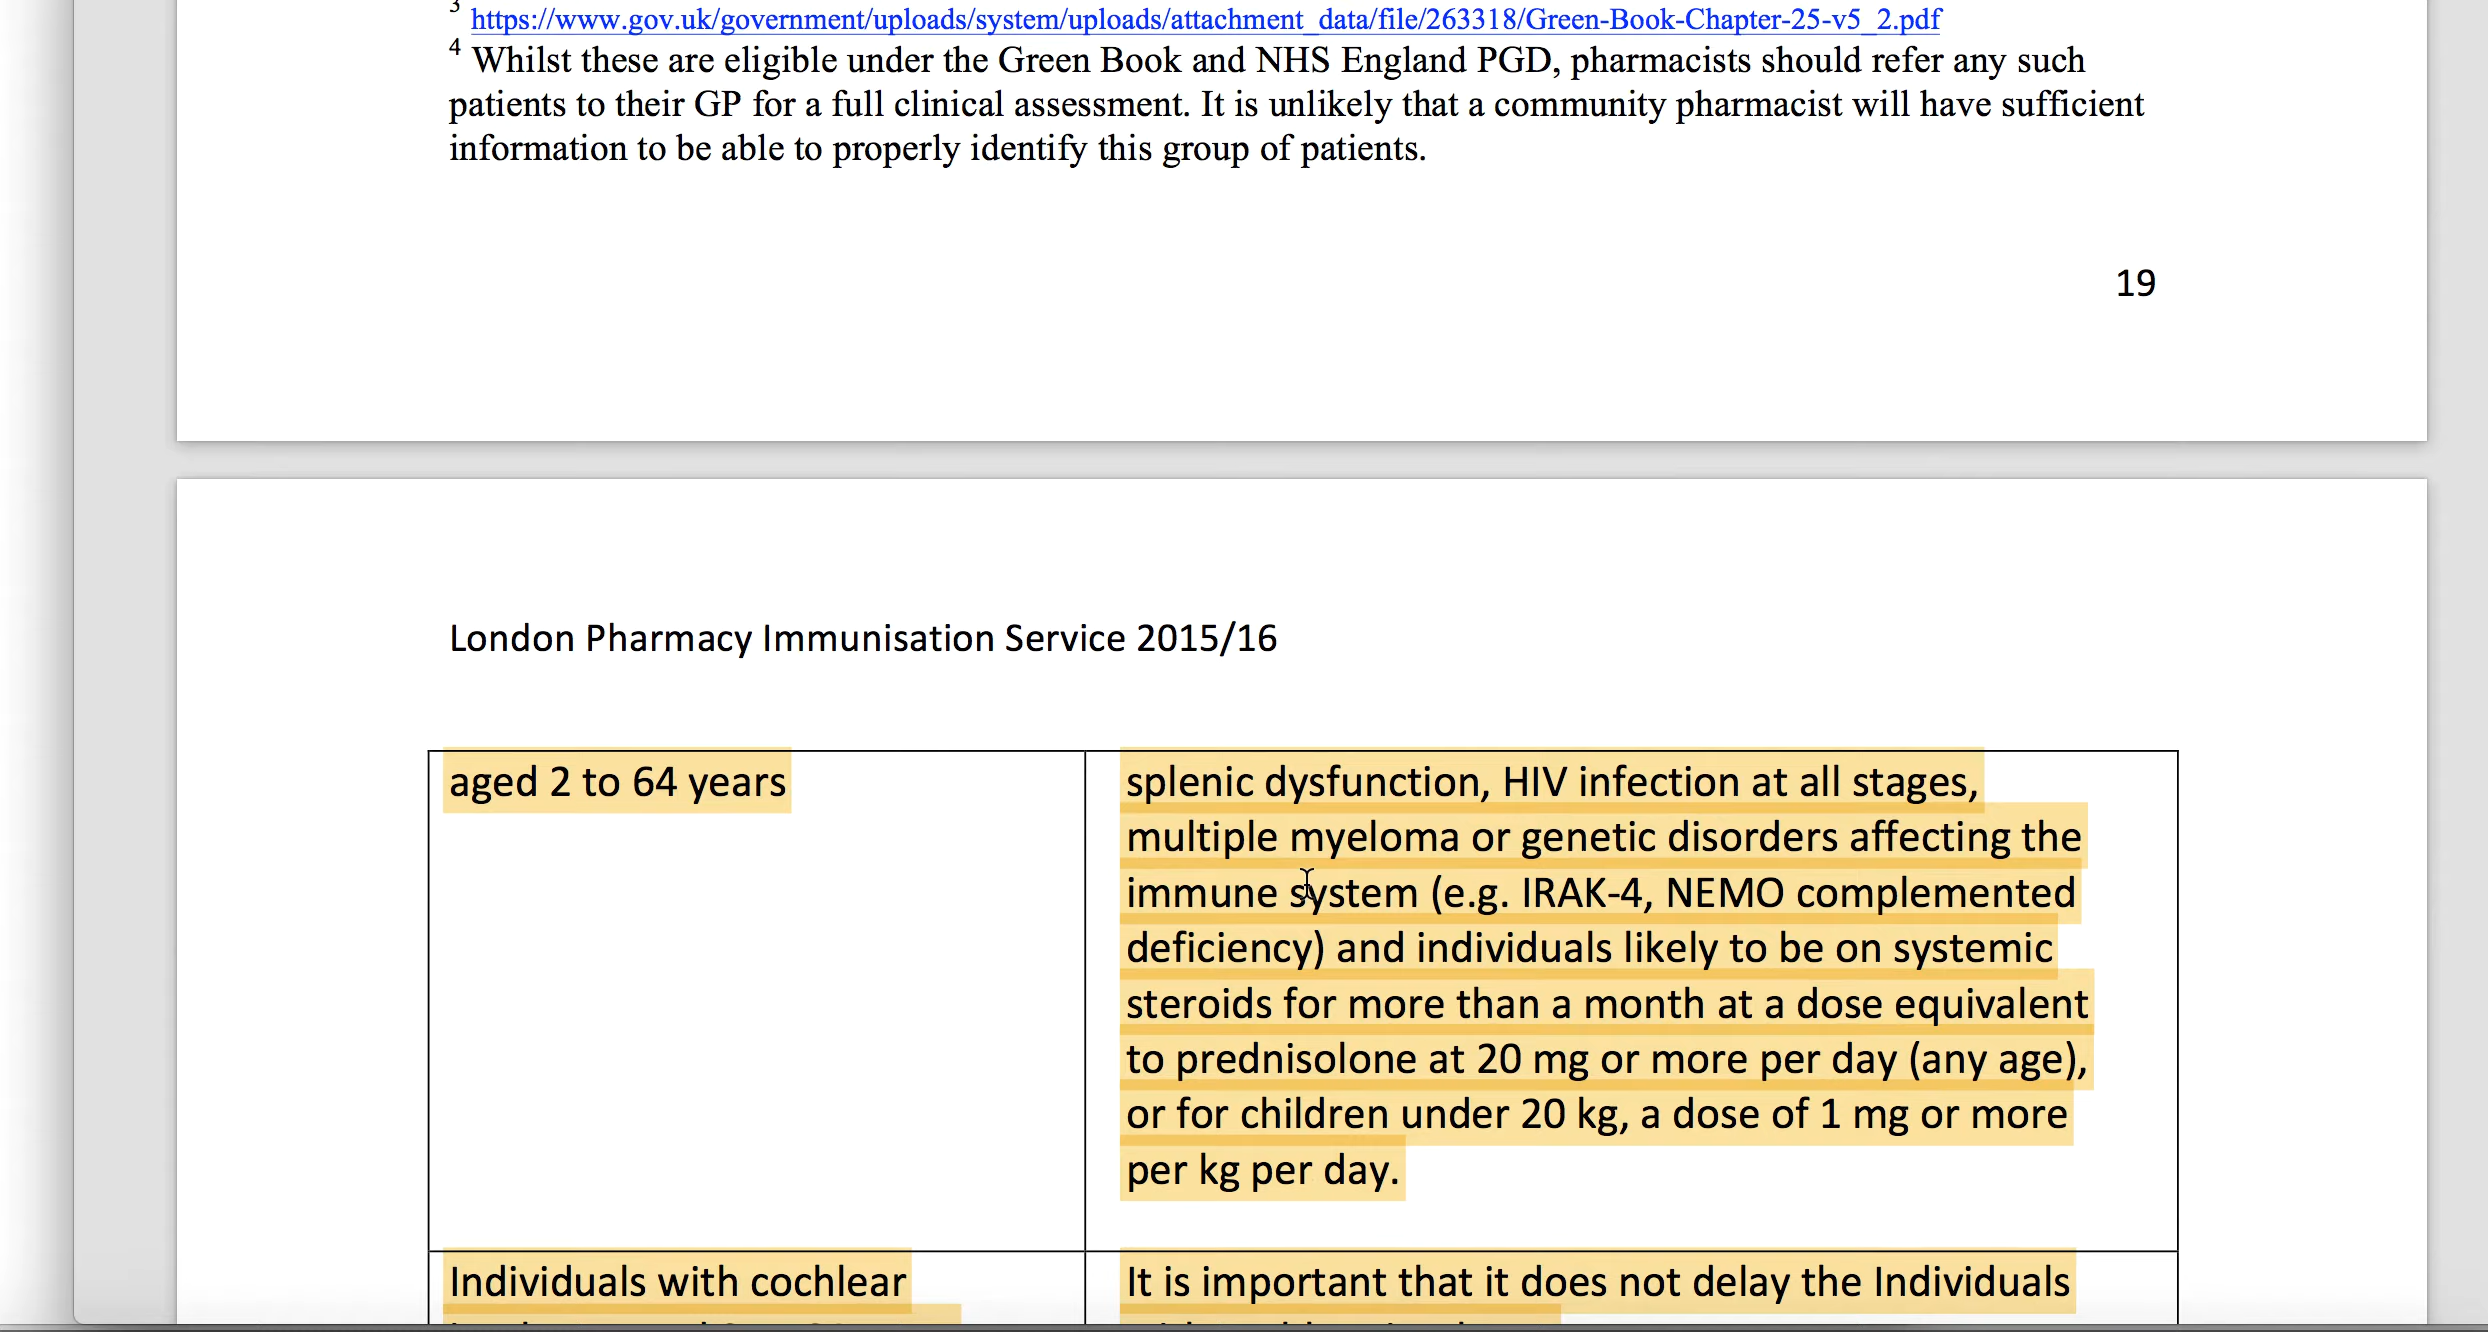 3 https://www.gov.uk/government/uploads/system/uploads/attachment_data/file/263318/Green-Book-Chapter-25-v5_2.pdf
4 Whilst these are eligible under the Green Book and NHS England PGD, pharmacists should refer any such
patients to their GP for a full clinical assessment. It is unlikely that a community pharmacist will have sufficient
information to be able to properly identify this group of patients.
19
London Pharmacy Immunisation Service 2015/16
aged 2 to 64 years
splenic dysfunction, HIV infection at all stages,
multiple myeloma or genetic disorders affecting the
immune system (e.g. IRAK-4, NEMO complemented
deficiency) and individuals likely to be on systemic
steroids for more than a month at a dose equivalent
to prednisolone at 20 mg or more per day (any age),
or for children under 20 kg, a dose of 1 mg or more
per kg per day.
Individuals with cochlear
It is important that it does not delay the Individuals